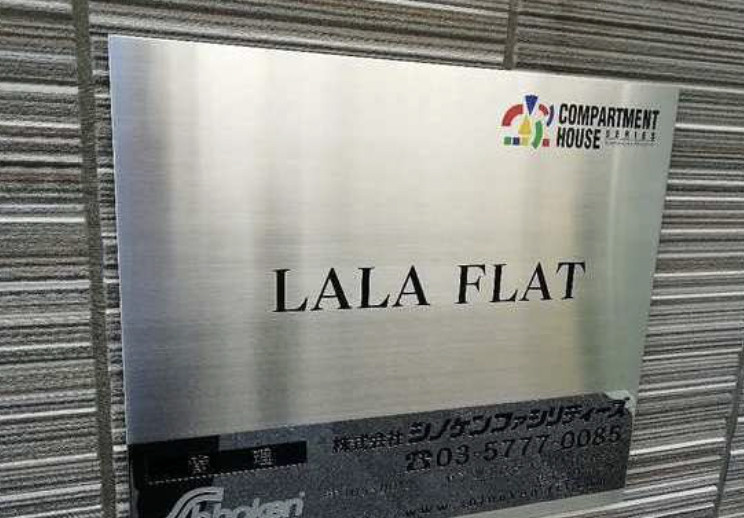 COMPARTMENT
HOUSE SERIES
LALA FLAT
管理
株式会社 シノケンファシリティーズ
☎03-5777-0085